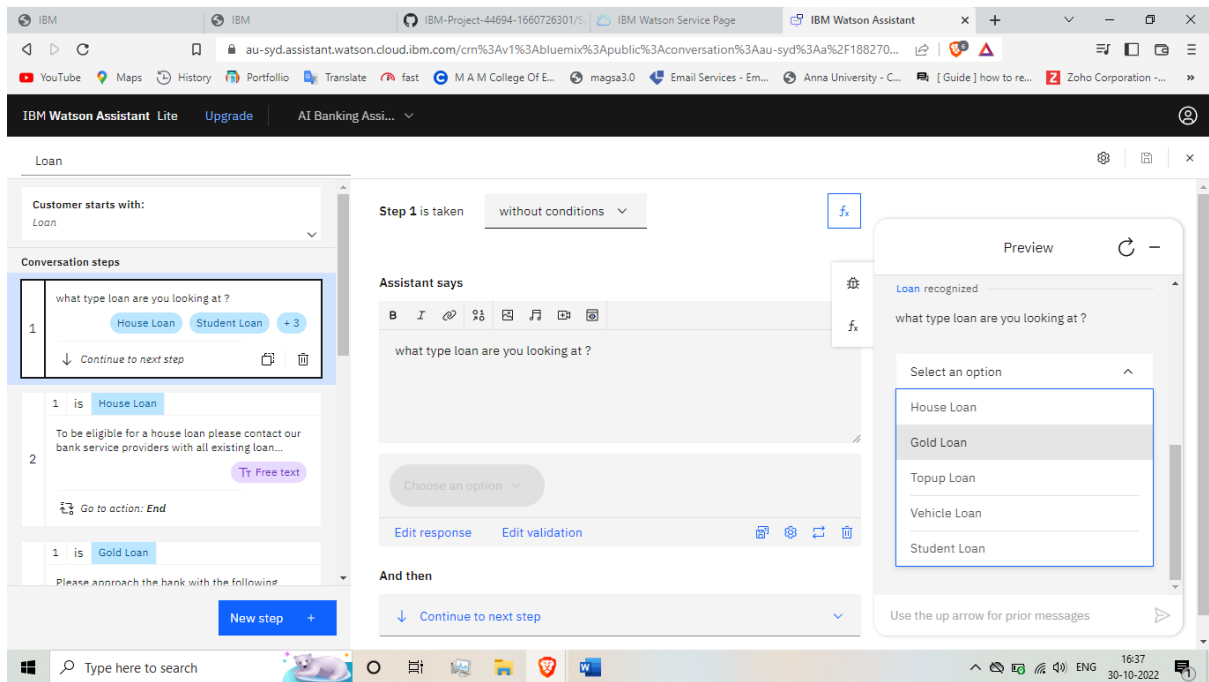 IBM
IBM
IBM-Project-44694-1660726301/S
IBM Watson Service Page
IBM Watson Assistant
au-syd.assistant.watson.cloud.ibm.com/crn%3Av1%3Abluemix%3Apublic%3Aconversation%3Aau-syd%3Aa%2F188270...
YouTube
Maps
History
Portfollio
Translate
fast
M A M College Of E...
magsa3.0
Email Services - Em...
Anna University - C...
[ Guide ] how to re...
Zoho Corporation -...
IBM Watson Assistant Lite
Upgrade
AI Banking Assi...
Loan
Customer starts with:
Loan
Conversation steps
1
what type loan are you looking at ?
House Loan
Student Loan
+ 3
Continue to next step
1 is House Loan
2
To be eligible for a house loan please contact our
bank service providers with all existing loan...
Free text
Go to action: End
1 is Gold Loan
Please approach the bank with the following
New step +
Step 1 is taken
without conditions
fx
Assistant says
B I
what type loan are you looking at ?
Choose an option
Edit response
Edit validation
And then
Continue to next step
fx
Preview
Loan recognized
what type loan are you looking at ?
Select an option
House Loan
Gold Loan
Topup Loan
Vehicle Loan
Student Loan
Use the up arrow for prior messages
Type here to search
ENG
16:37
30-10-2022